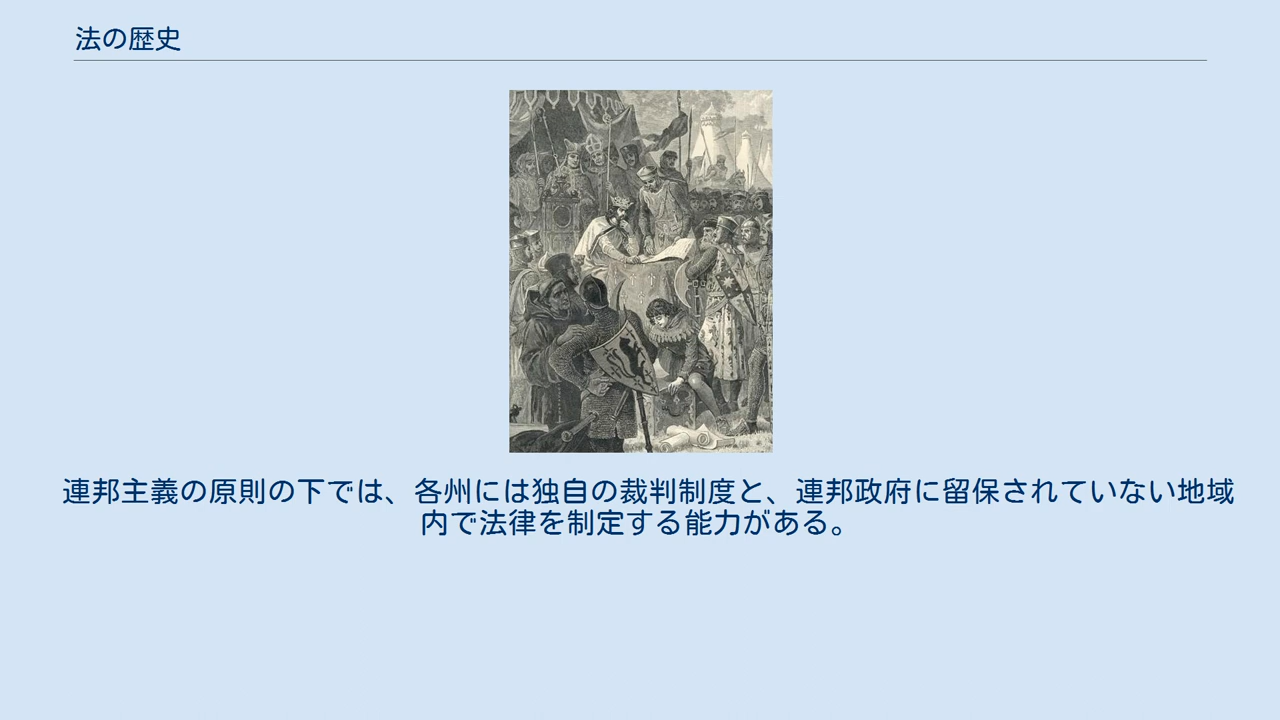 法の歴史
連邦主義の原則の下では、各州には独自の裁判制度と、連邦政府に留保されていない地域
内で法律を制定する能力がある。